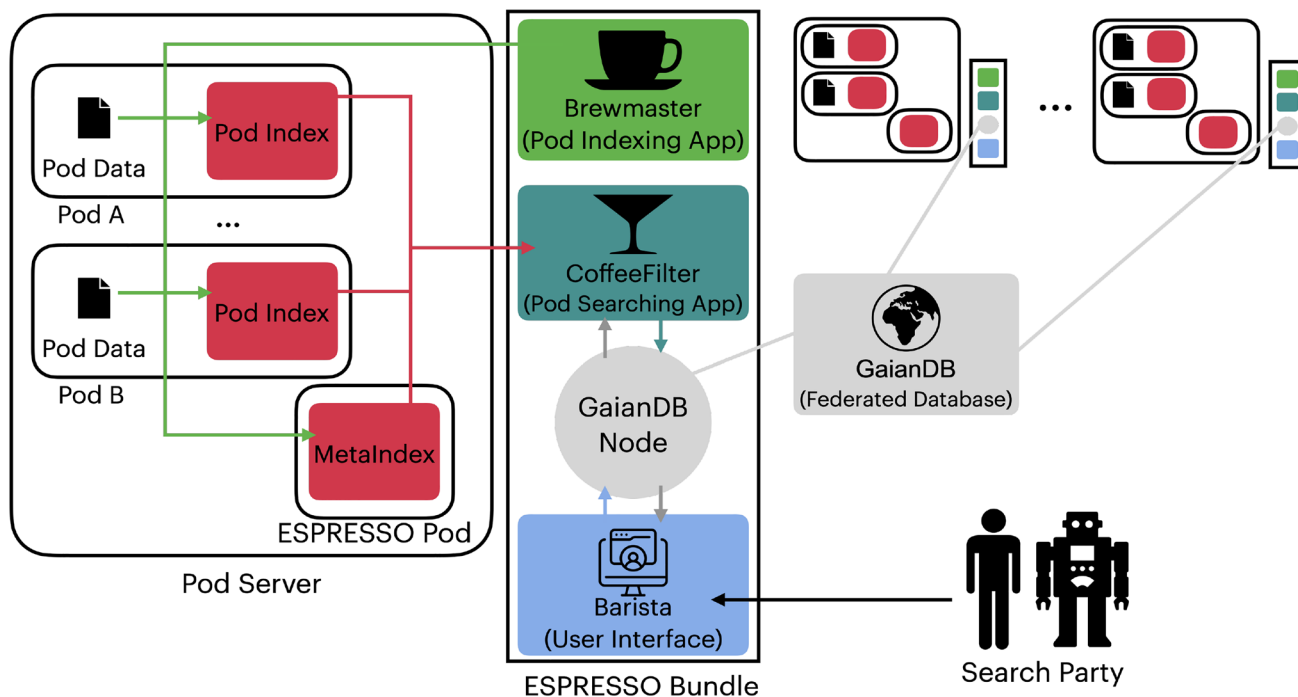 Pod Data
Pod Index
Pod A
...
Pod Data
Pod Index
Pod B
MetaIndex
ESPRESSO Pod
Pod Server
Brewmaster
(Pod Indexing App)
CoffeeFilter
(Pod Searching App)
GaianDB
Node
Barista
(User Interface)
ESPRESSO Bundle
...
GaianDB
(Federated Database)
Search Party